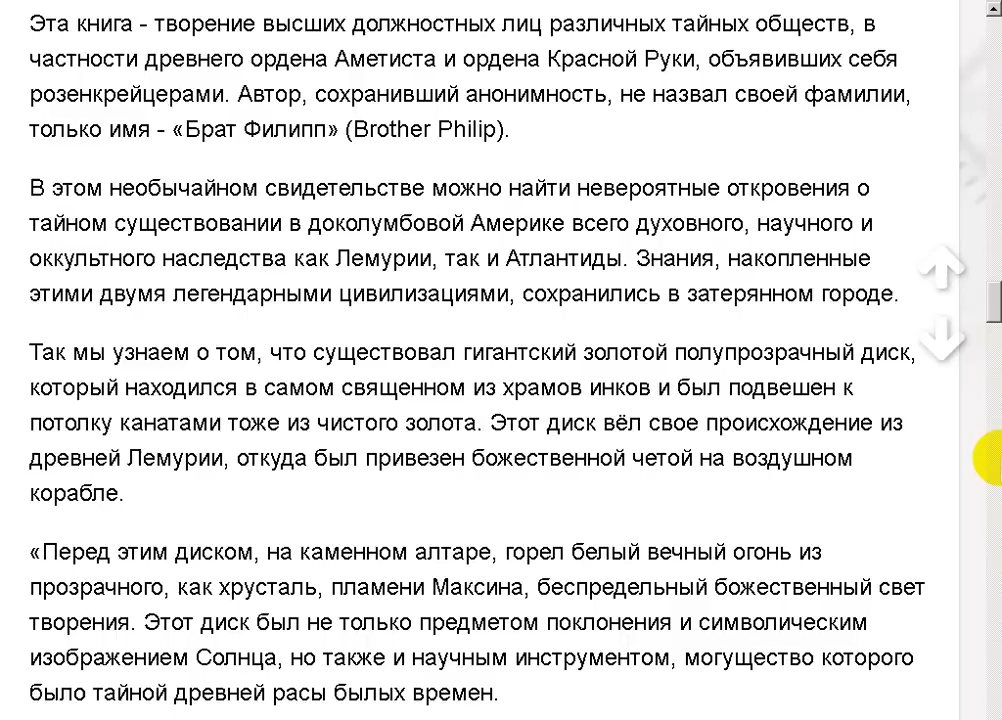 Эта книга - творение высших должностных лиц различных тайных обществ, в
частности древнего ордена Аметиста и ордена Красной Руки, объявивших себя
розенкрейцерами. Автор, сохранивший анонимность, не назвал своей фамилии,
только имя - «Брат Филипп» (Brother Philip).
В этом необычайном свидетельстве можно найти невероятные откровения о
тайном существовании в доколумбовой Америке всего духовного, научного и
оккультного наследства как Лемурии, так и Атлантиды. Знания, накопленные
этими двумя легендарными цивилизациями, сохранились в затерянном городе.
Так мы узнаем о том, что существовал гигантский золотой полупрозрачный диск,
который находился в самом священном из храмов инков и был подвешен к
потолку канатами тоже из чистого золота. Этот диск вёл свое происхождение из
древней Лемурии, откуда был привезен божественной четой на воздушном
корабле.
«Перед этим диском, на каменном алтаре, горел белый вечный огонь из
прозрачного, как хрусталь, пламени Максина, беспредельный божественный свет
творения. Этот диск был не только предметом поклонения и символическим
изображением Солнца, но также и научным инструментом, могущество которого
было тайной древней расы былых времен.